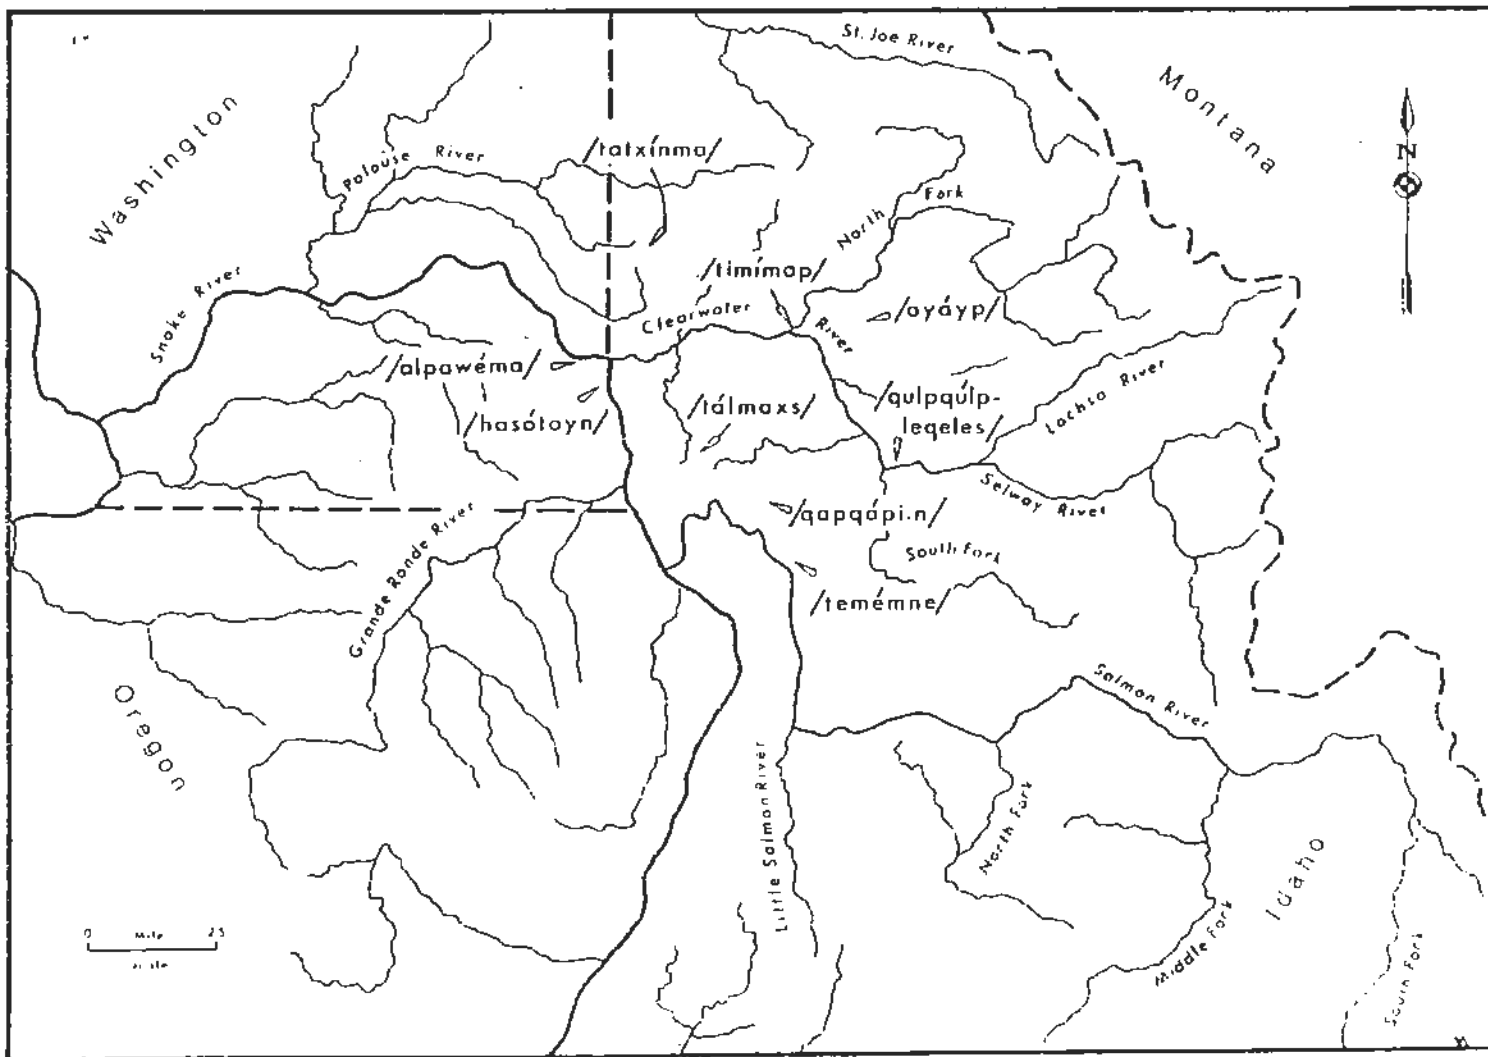 St. Joe River
Montana
Washington
N
Palouse River
/tatxínma/
North Fork
Snake River
/timímap/
Clearwater River
/oyáyp/
/alpawéma/
/hasótoyn/
/tálmaxs/
/qulpqúlp-
leqeles/
Lochsa River
Selway River
/qapqápi.n/
South Fork
/temémne/
Grande Ronde River
Oregon
Salmon River
Little Salmon River
North Fork
Middle Fork
Idaho
South Fork
0 Mile 25